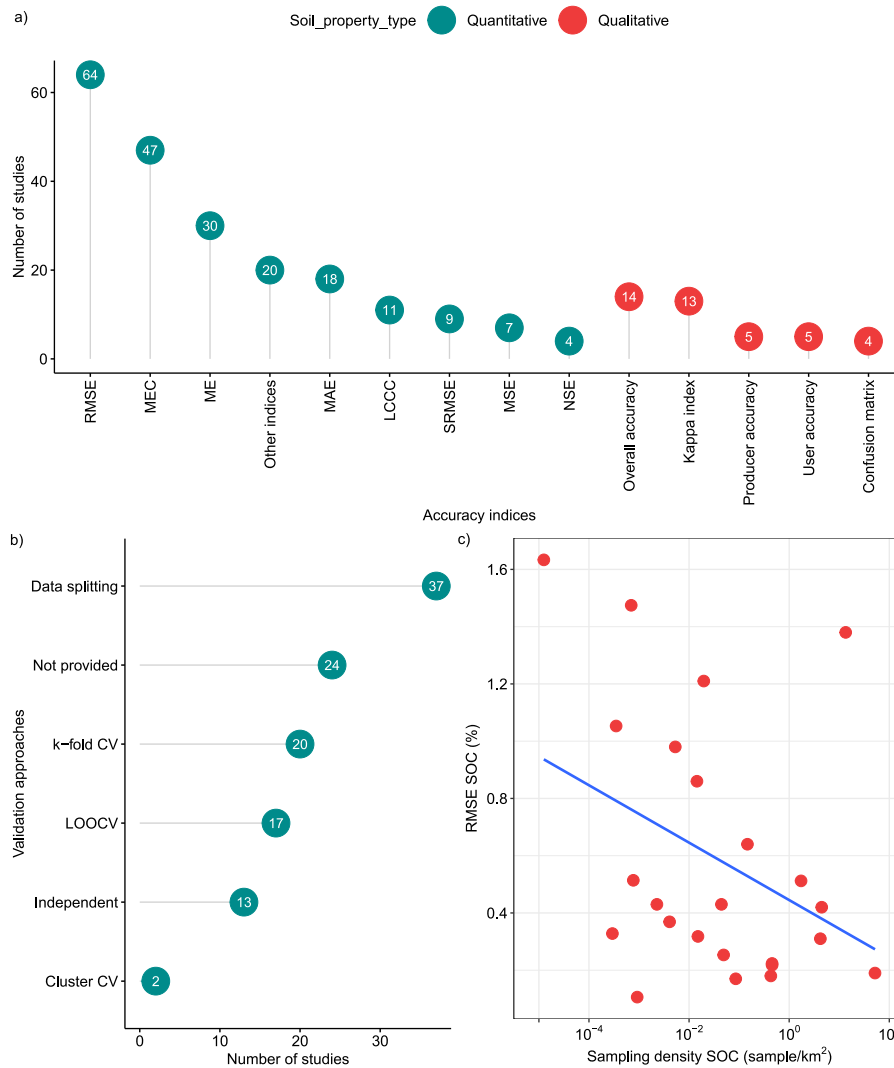 a)
Soil_property_type Quantitative Qualitative
Number of studies
60
40
20
0
64
47
30
20
18
11
9
7
4
14
13
5
5
4
RMSE
MEC
ME
Other indices
MAE
LCCC
SRMSE
MSE
NSE
Overall accuracy
Kappa index
Producer accuracy
User accuracy
Confusion matrix
Accuracy indices
b)
Validation approaches
Data splitting
Not provided
k−fold CV
LOOCV
Independent
Cluster CV
37
24
20
17
13
2
0 10 20 30
Number of studies
c)
RMSE SOC (%)
1.6
1.2
0.8
0.4
10⁻⁴ 10⁻² 10⁰ 10
Sampling density SOC (sample/km²)